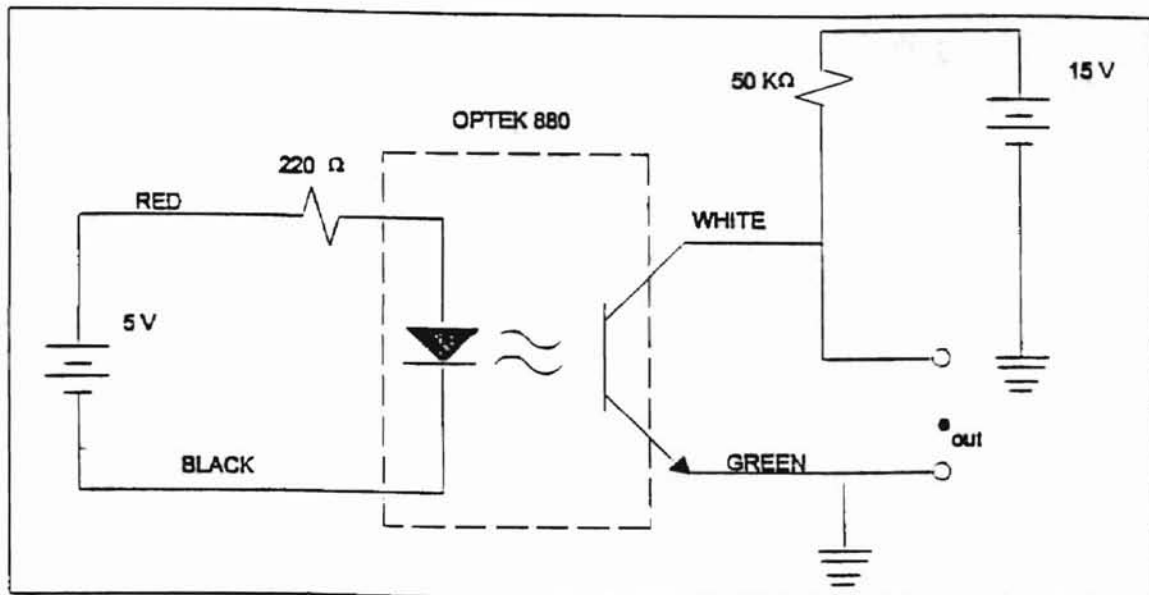 50 KΩ
15 V
OPTEK 880
220 Ω
RED
WHITE
5 V
out
BLACK
GREEN